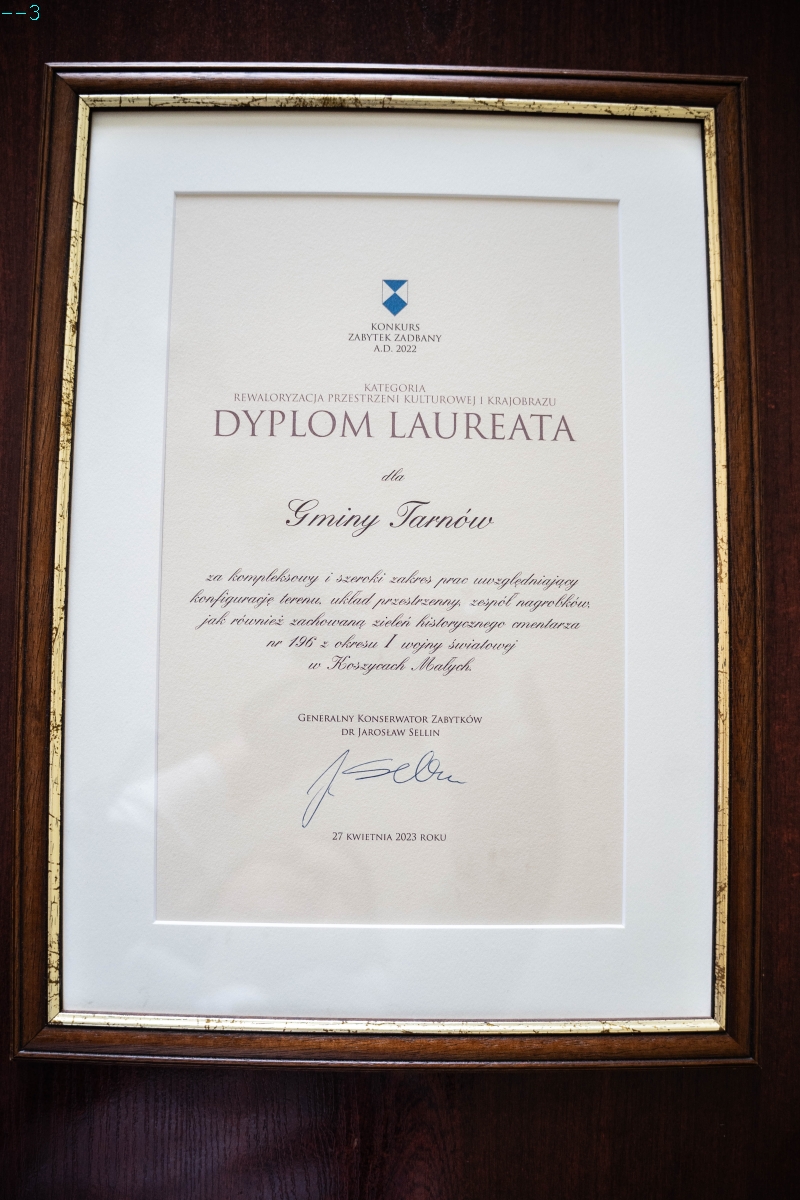 --3
KONKURS
ZABYTEK ZADBANY
A.D. 2022
KATEGORIA
REWALORYZACJA PRZESTRZENI KULTUROWEJ I KRAJOBRAZU
DYPLOM LAUREATA
dla
Gminy Tarnów
za kompleksowy i szeroki zakres prac uwzględniający
konfigurację terenu, układ przestrzenny, zespół nagrobków,
jak również zachowaną zieleń historycznego cmentarza
nr 196 z okresu I wojny światowej
w Koszycach Małych.
GENERALNY KONSERWATOR ZABYTKÓW
DR JAROSŁAW SELLIN
J Sellin
27 KWIETNIA 2023 ROKU